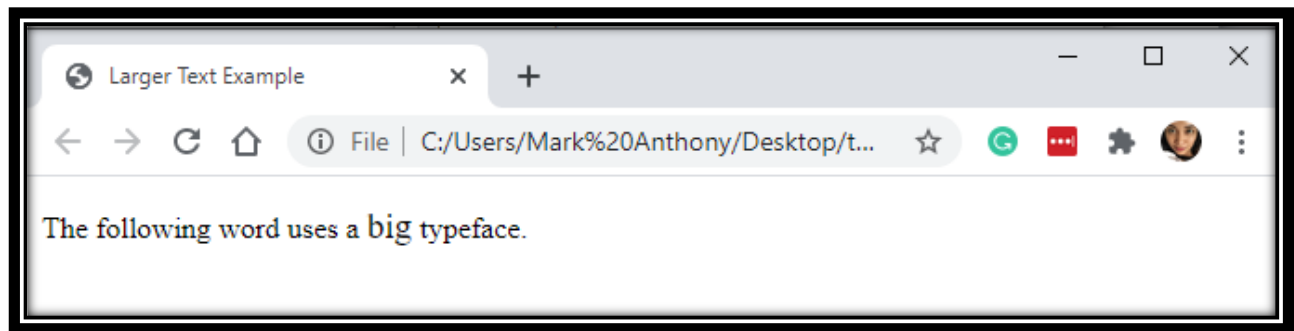 Larger Text Example
File C:/Users/Mark%20Anthony/Desktop/t...
The following word uses a big typeface.